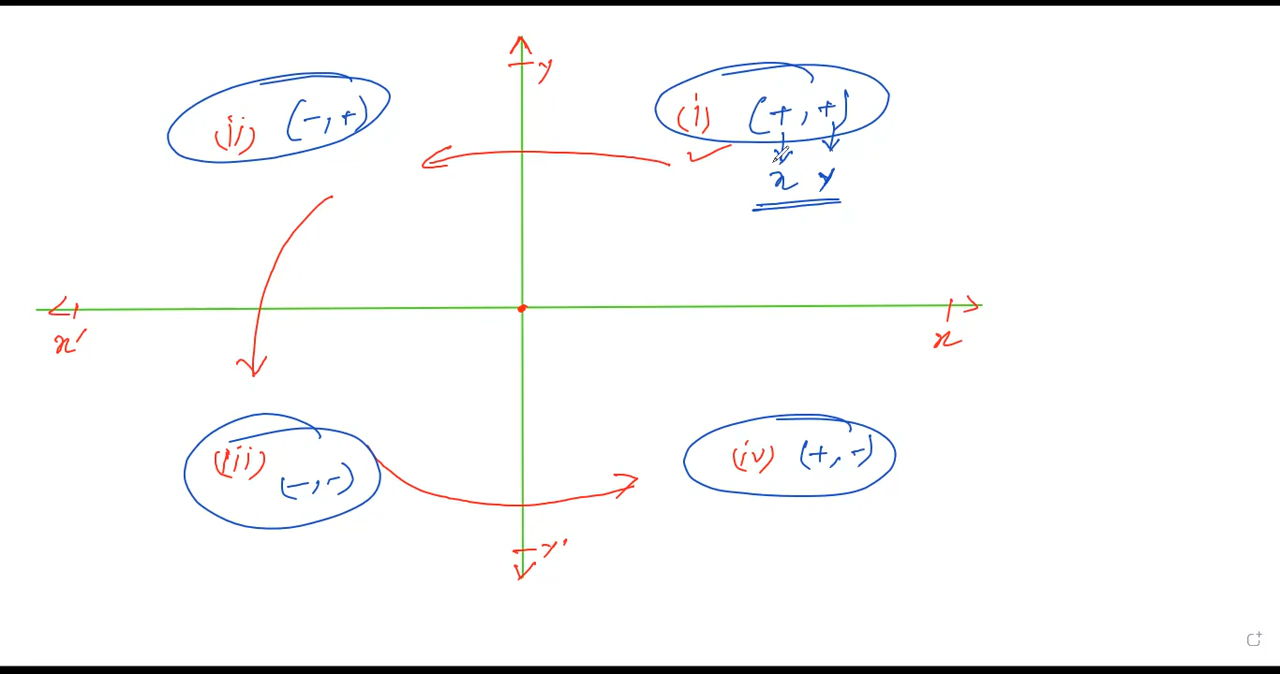 y
(ii) (-,+)
(i) (+,+)
x y
x'
x
(iii)
(-,-)
(iv) (+,-)
y'